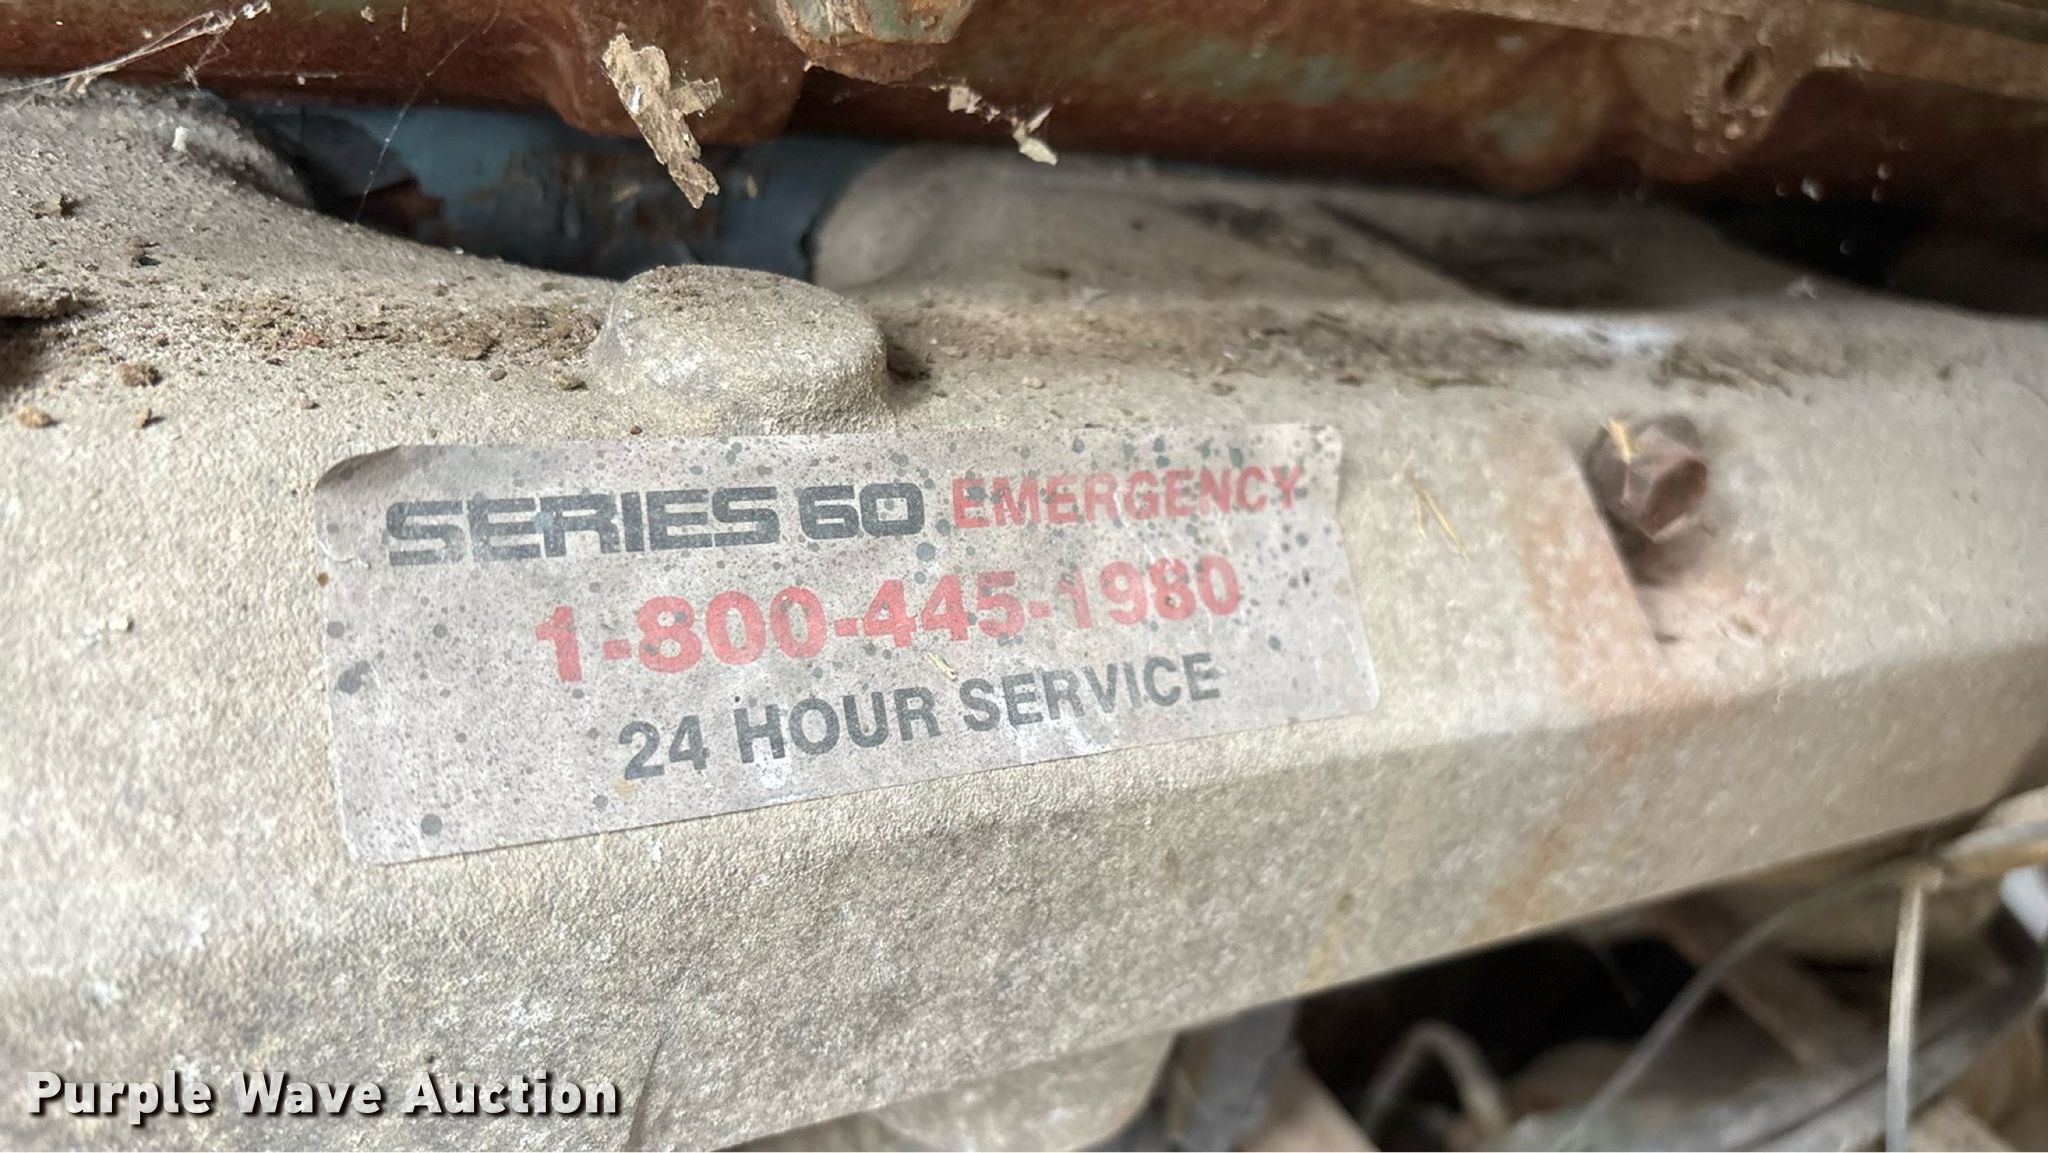 SERIES 60 EMERGENCY
1-800-445-1980
24 HOUR SERVICE
Purple Wave Auction